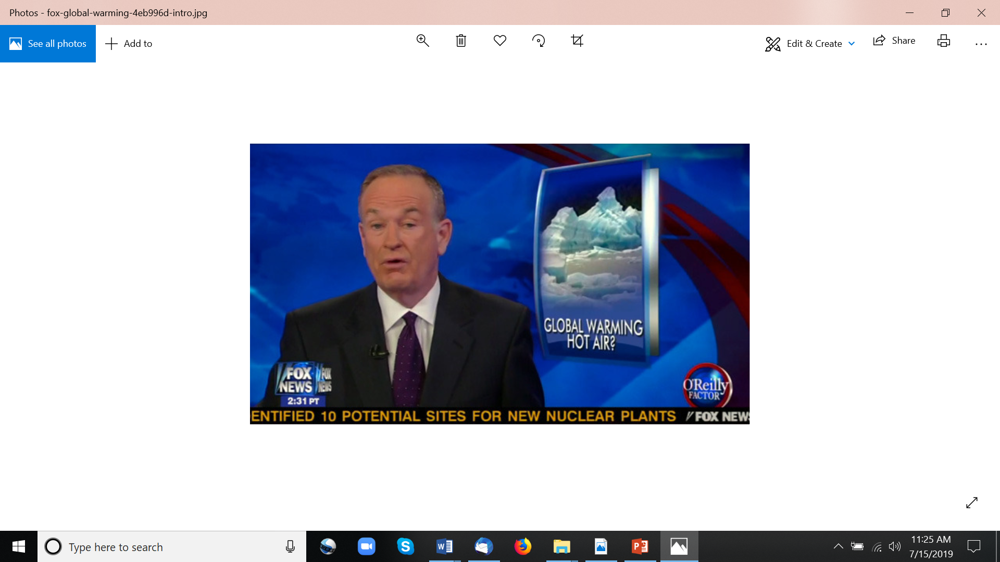 Photos - fox-global-warming-4eb996d-intro.jpg
See all photos
Add to
Edit & Create
Share
GLOBAL WARMING
HOT AIR?
FOX
NEWS
FOX
NEWS
2:31 PT
O'Reilly
FACTOR
ENTIFIED 10 POTENTIAL SITES FOR NEW NUCLEAR PLANTS FOX NEWS
Type here to search
11:25 AM
7/15/2019